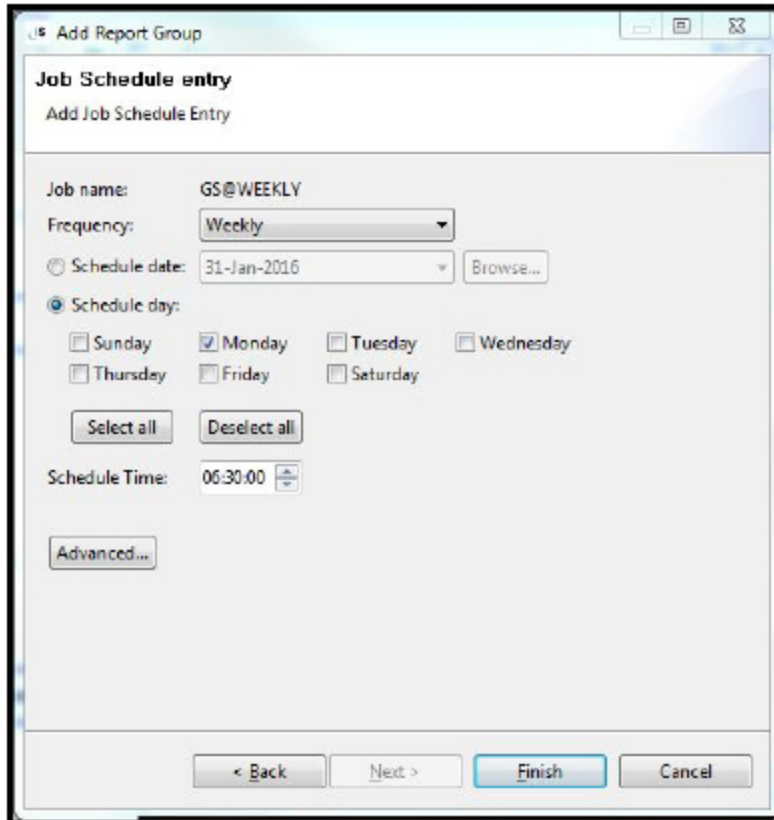 Add Report Group
Job Schedule entry
Add Job Schedule Entry
Job name: GS@WEEKLY
Frequency: Weekly
Schedule date: 31-Jan-2016 Browse...
Schedule day:
Sunday Monday Tuesday Wednesday
Thursday Friday Saturday
Select all Deselect all
Schedule Time: 06:30:00
Advanced...
< Back Next > Finish Cancel